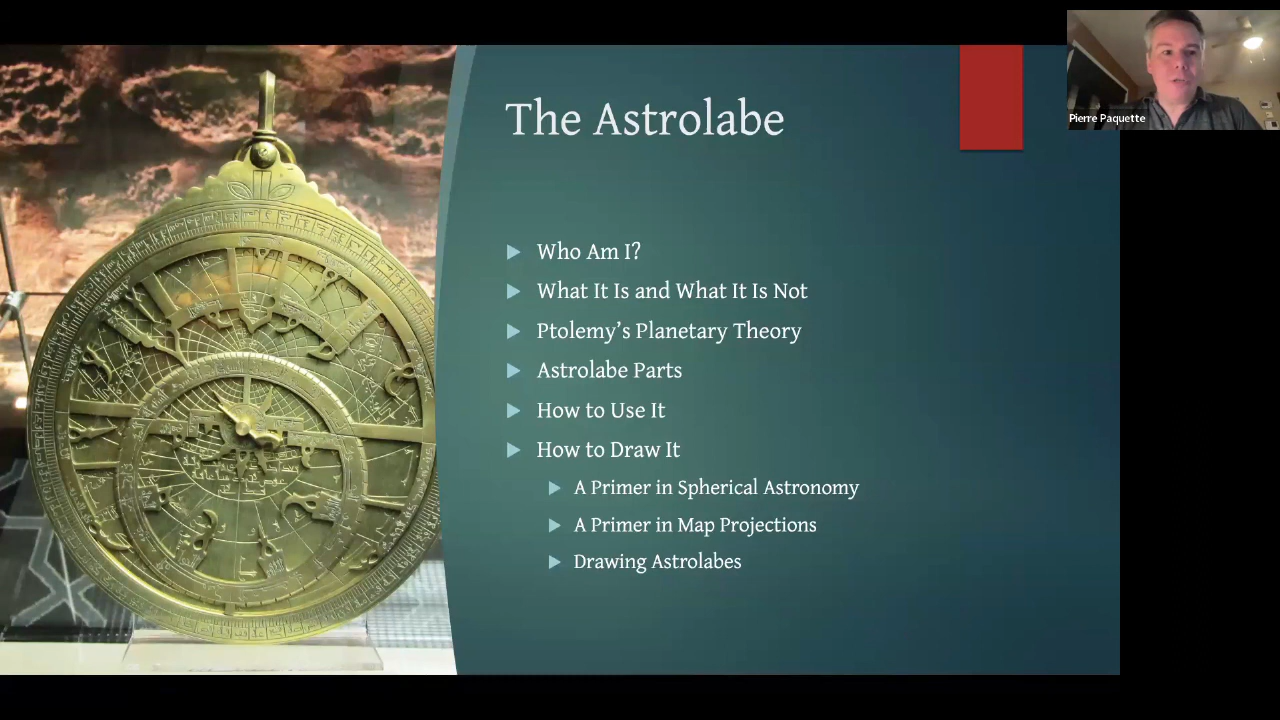 The Astrolabe
Pierre Paquette
Who Am I?
What It Is and What It Is Not
Ptolemy’s Planetary Theory
Astrolabe Parts
How to Use It
How to Draw It
A Primer in Spherical Astronomy
A Primer in Map Projections
Drawing Astrolabes